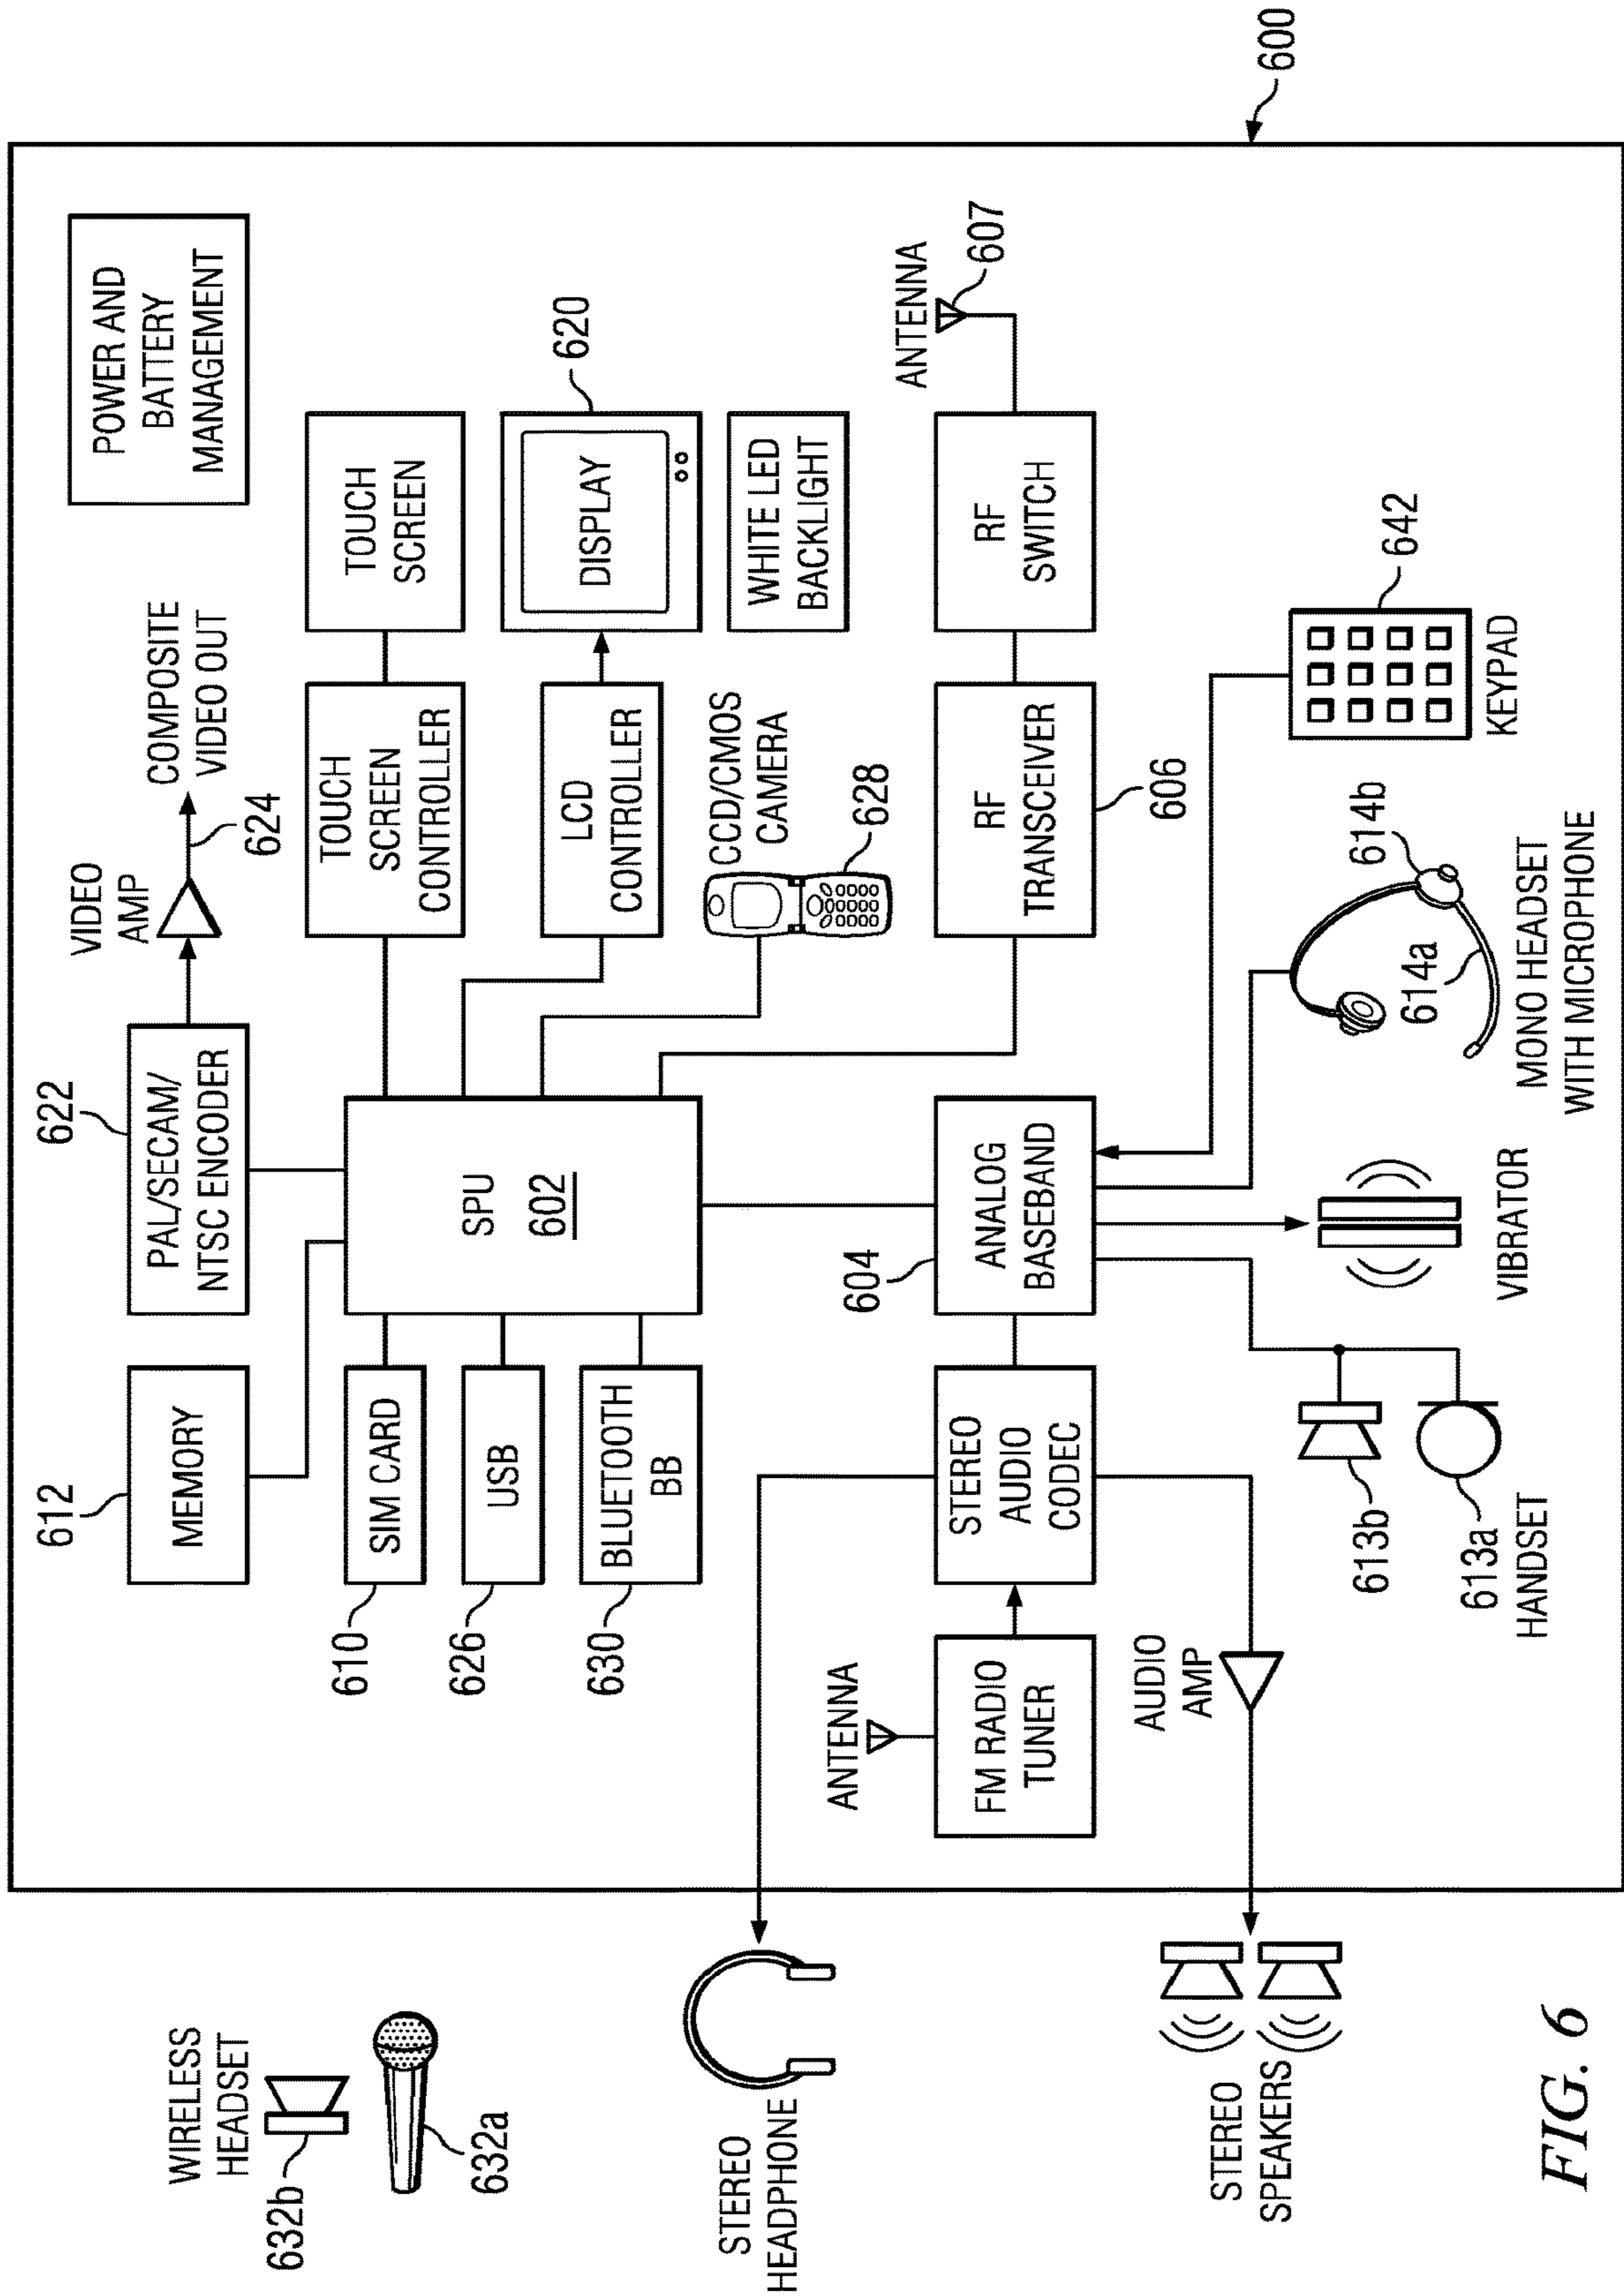 600
POWER AND
BATTERY
MANAGEMENT
COMPOSITE
VIDEO OUT
624
VIDEO
AMP
622
PAL/SECAM/
NTSC ENCODER
612
MEMORY
TOUCH
SCREEN
TOUCH
SCREEN
CONTROLLER
620
DISPLAY
LCD
CONTROLLER
WHITE LED
BACKLIGHT
CCD/CMOS
CAMERA
628
SPU
602
SIM CARD
610
USB
626
BLUETOOTH
BB
630
ANTENNA
607
RF
SWITCH
RF
TRANSCEIVER
606
604
ANALOG
BASEBAND
STEREO
AUDIO
CODEC
FM RADIO
TUNER
ANTENNA
AUDIO
AMP
642
KEYPAD
614b
614a
MONO HEADSET
WITH MICROPHONE
VIBRATOR
613b
613a
HANDSET
WIRELESS
HEADSET
632b
632a
STEREO
HEADPHONE
STEREO
SPEAKERS
FIG. 6